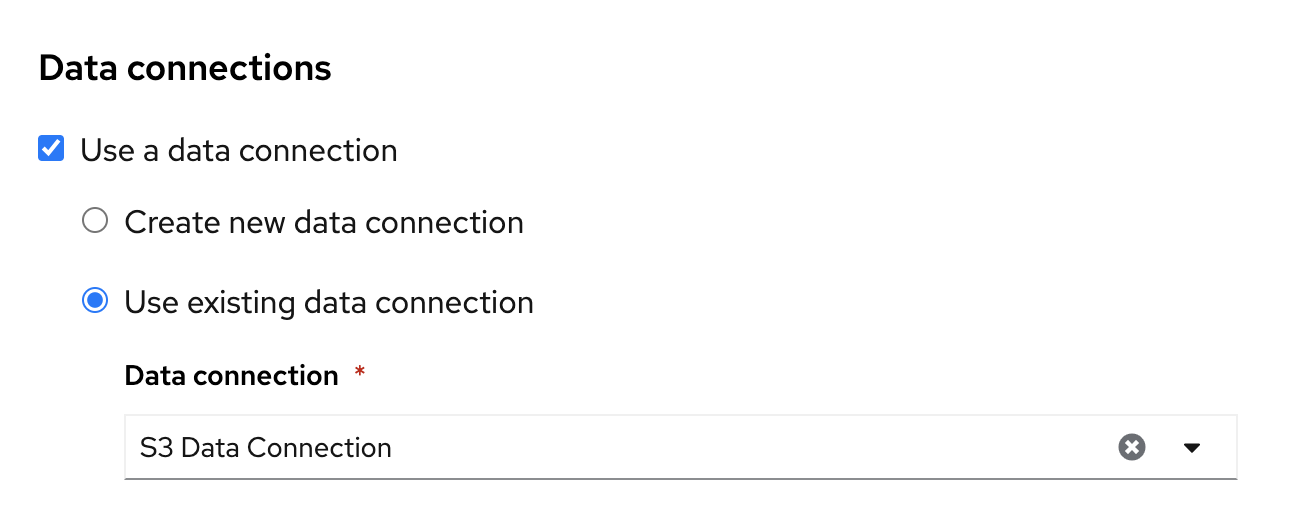 Data connections
Use a data connection
Create new data connection
Use existing data connection
Data connection *
S3 Data Connection